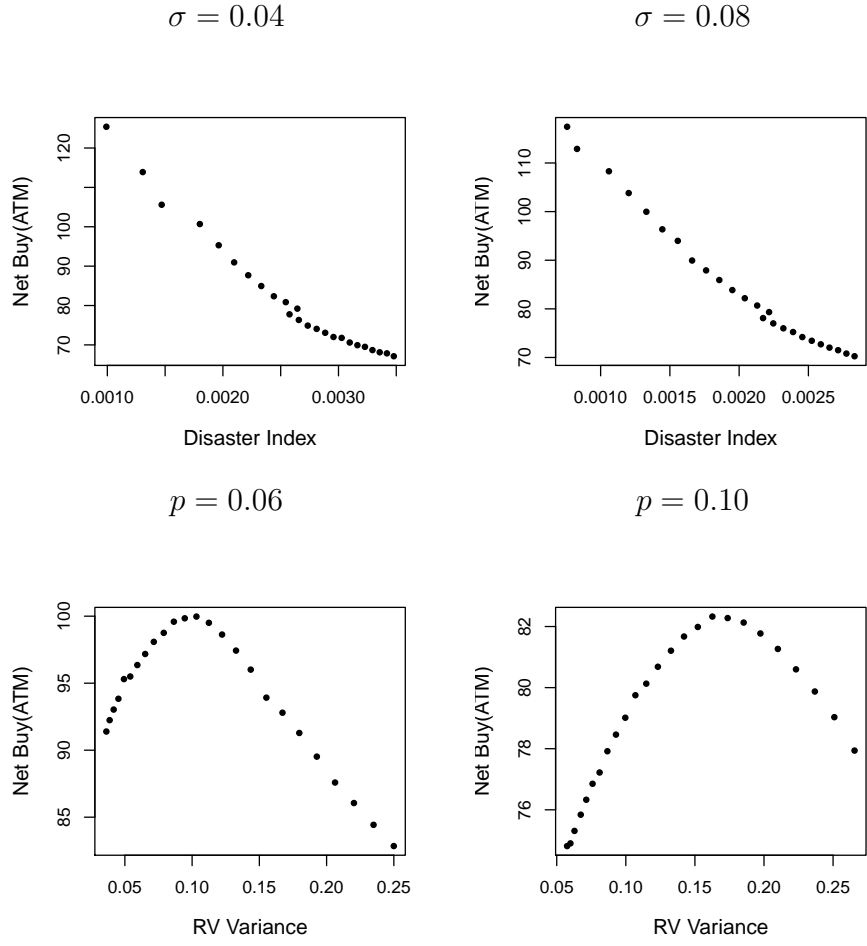 σ = 0.04
σ = 0.08
Net Buy(ATM)
120
100
90
80
70
0.0010 0.0020 0.0030
Disaster Index
Net Buy(ATM)
110
100
90
80
70
0.0010 0.0015 0.0020 0.0025
Disaster Index
p = 0.06
p = 0.10
Net Buy(ATM)
100
95
90
85
0.05 0.10 0.15 0.20 0.25
RV Variance
Net Buy(ATM)
82
80
78
76
0.05 0.10 0.15 0.20 0.25
RV Variance